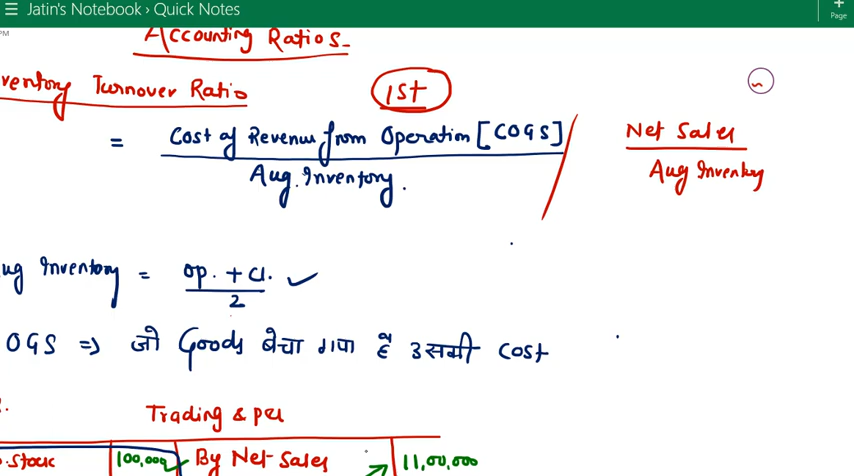 ☰ Jatin's Notebook > Quick Notes
+
Page
PM
Accounting Ratios
ventory Turnover Ratio 1st
= Cost of Revenue from Operation [COGS] / Net Sales
Avg. Inventory. Avg Inventory
vg Inventory = Op. + Cl. ✓
2
OGS => जो Goods बेचा गया है उसकी Cost
Trading & P&L
.Stock 100,000 By Net Sales 11,00,000